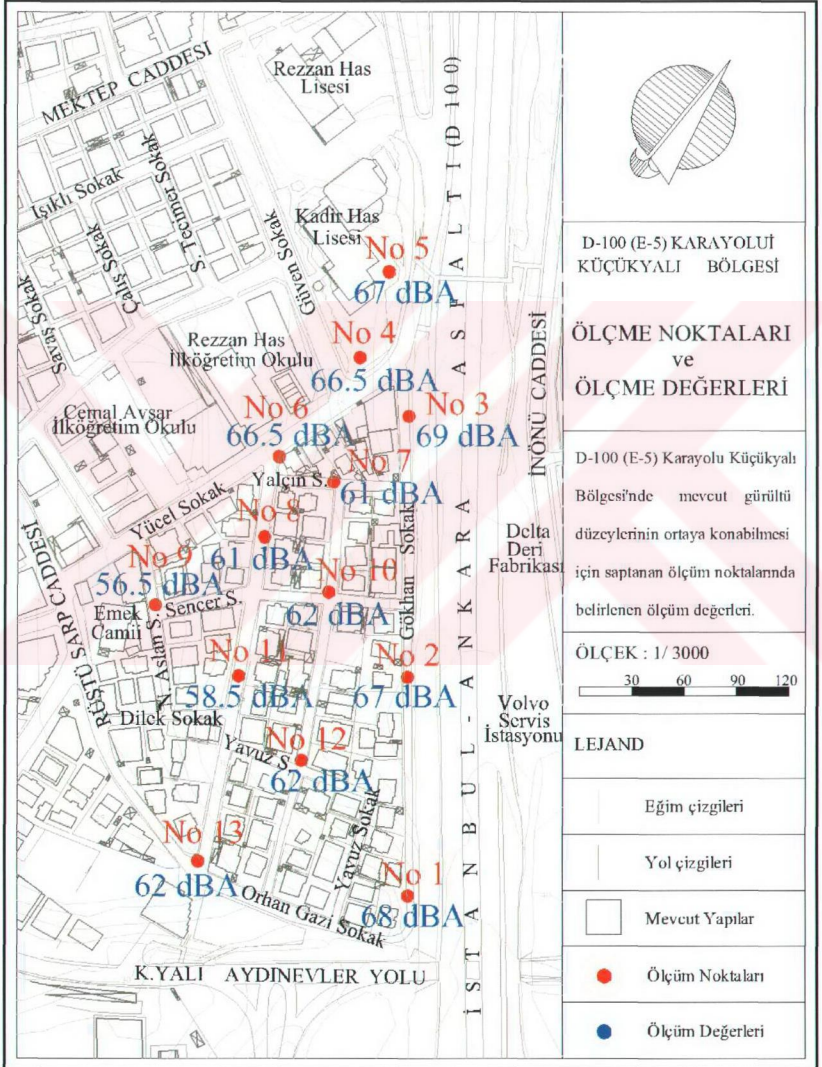 MEKTEP CADDESI
Rezzan Has
Lisesi
Işıklı Sokak
Çalış Sokak
S. Tecimer Sokak
Savaş Sokak
Güven Sokak
Kadir Has
Lisesi
No 5
67 dBA
Rezzan Has
İlköğretim Okulu
No 4
66.5 dBA
Cemal Avşar
İlköğretim Okulu
No 6
66.5 dBA
No 3
69 dBA
No 7
61 dBA
Yalçın S.
Yücel Sokak
No 8
61 dBA
No 9
56.5 dBA
Emek
Camii
Sencer S.
N. Aslan S.
No 10
62 dBA
Gökhan Sokak
RÜŞTÜ SARP CADDESİ
No 11
58.5 dBA
No 2
67 dBA
Dilek Sokak
Yavuz S.
No 12
62 dBA
Yavuz Sokak
No 13
62 dBA
No 1
68 dBA
Orhan Gazi Sokak
K.YALI AYDINEVLER YOLU
İSTANBUL - ANKARA ASFALTI (D 100)
İNÖNÜ CADDESİ
Delta
Deri
Fabrikası
Volvo
Servis
İstasyonu
D-100 (E-5) KARAYOLUİ
KÜÇÜKYALI BÖLGESİ
ÖLÇME NOKTALARI
ve
ÖLÇME DEĞERLERİ
D-100 (E-5) Karayolu Küçükyalı
Bölgesi'nde mevcut gürültü
düzeylerinin ortaya konabilmesi
için saptanan ölçüm noktalarında
belirlenen ölçüm değerleri.
ÖLÇEK : 1/ 3000
30 60 90 120
LEJAND
Eğim çizgileri
Yol çizgileri
Mevcut Yapılar
Ölçüm Noktaları
Ölçüm Değerleri